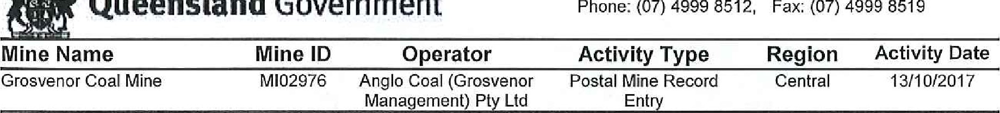 Queensland Government
Phone: (07) 4999 8512, Fax: (07) 4999 8519
Mine Name Mine ID Operator Activity Type Region Activity Date
Grosvenor Coal Mine MI02976 Anglo Coal (Grosvenor Postal Mine Record Central 13/10/2017
Management) Pty Ltd Entry